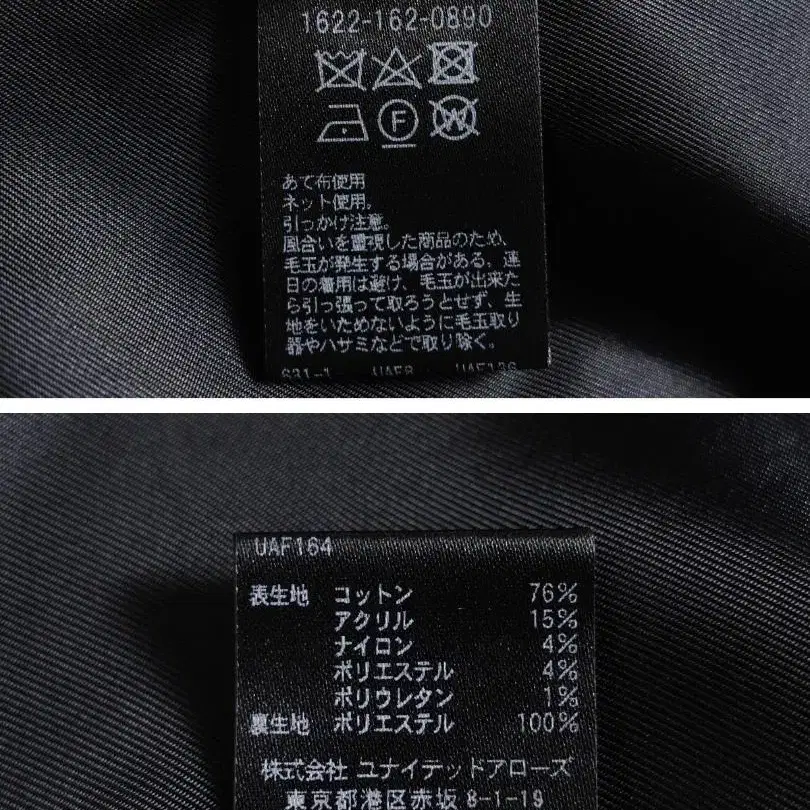 1622-162-0890
F W
あて布使用
ネット使用。
引っかけ注意。
風合いを重視した商品のため、
毛玉が発生する場合がある。連
日の着用は避け、毛玉が出来た
ら引っ張って取ろうとせず、生
地をいためないように毛玉取り
器やハサミなどで取り除く。
UAF164
表生地 コットン 76%
アクリル 15%
ナイロン 4%
ポリエステル 4%
ポリウレタン 1%
裏生地 ポリエステル 100%
株式会社 ユナイテッドアローズ
東京都港区赤坂 8-1-19